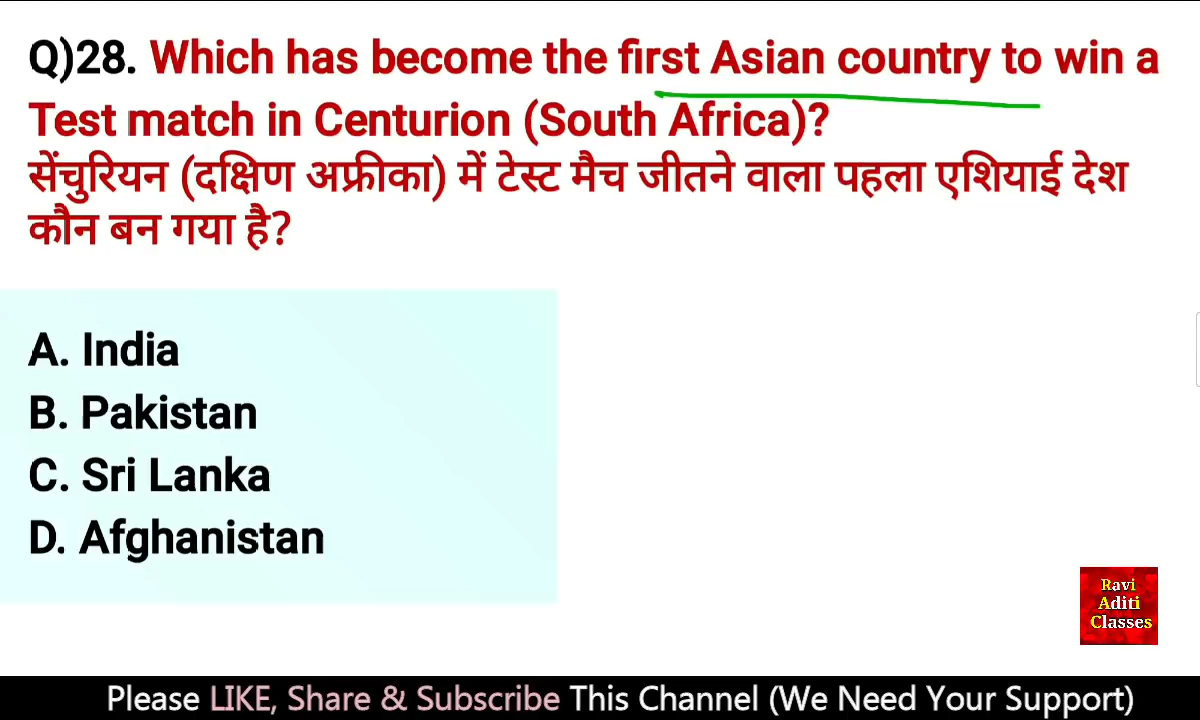 Q)28. Which has become the first Asian country to win a
Test match in Centurion (South Africa)?
सेंचुरियन (दक्षिण अफ्रीका) में टेस्ट मैच जीतने वाला पहला एशियाई देश
कौन बन गया है?
A. India
B. Pakistan
C. Sri Lanka
D. Afghanistan
Ravi
Aditi
Classes
Please LIKE, Share & Subscribe This Channel (We Need Your Support)